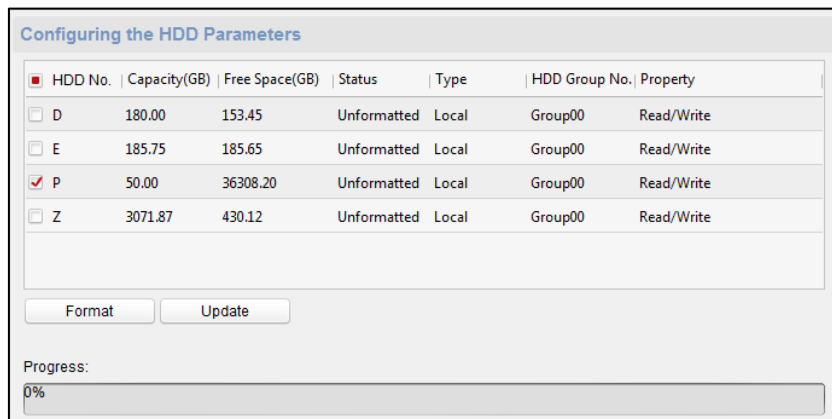 Configuring the HDD Parameters
HDD No. Capacity(GB) Free Space(GB) Status Type HDD Group No. Property
D 180.00 153.45 Unformatted Local Group00 Read/Write
E 185.75 185.65 Unformatted Local Group00 Read/Write
P 50.00 36308.20 Unformatted Local Group00 Read/Write
Z 3071.87 430.12 Unformatted Local Group00 Read/Write
Format Update
Progress:
0%